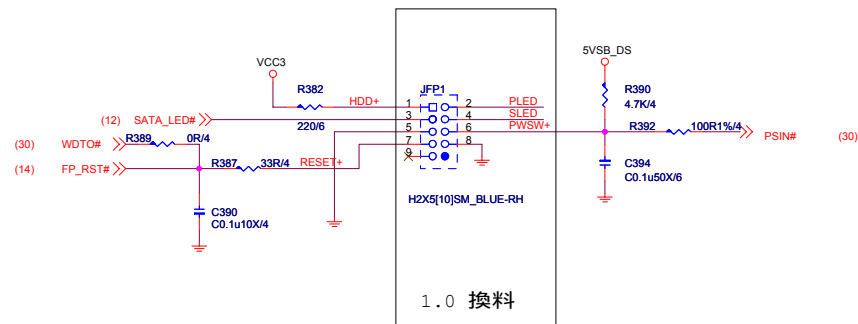 VCC3
5VSB_DS
R382
JFP1
R390
4.7K/4
HDD+
1
2
PLED
(12) SATA_LED#
220/6
3
4
SLED
R389
0R/4
5
6
PWSW+
R392
100R1%/4
PSIN#
(30)
(30) WDTO#
7
8
(14) FP_RST#
R387
33R/4
RESET+
9
C394
C0.1u50X/6
C390
C0.1u10X/4
H2X5[10]SM_BLUE-RH
1.0 換料